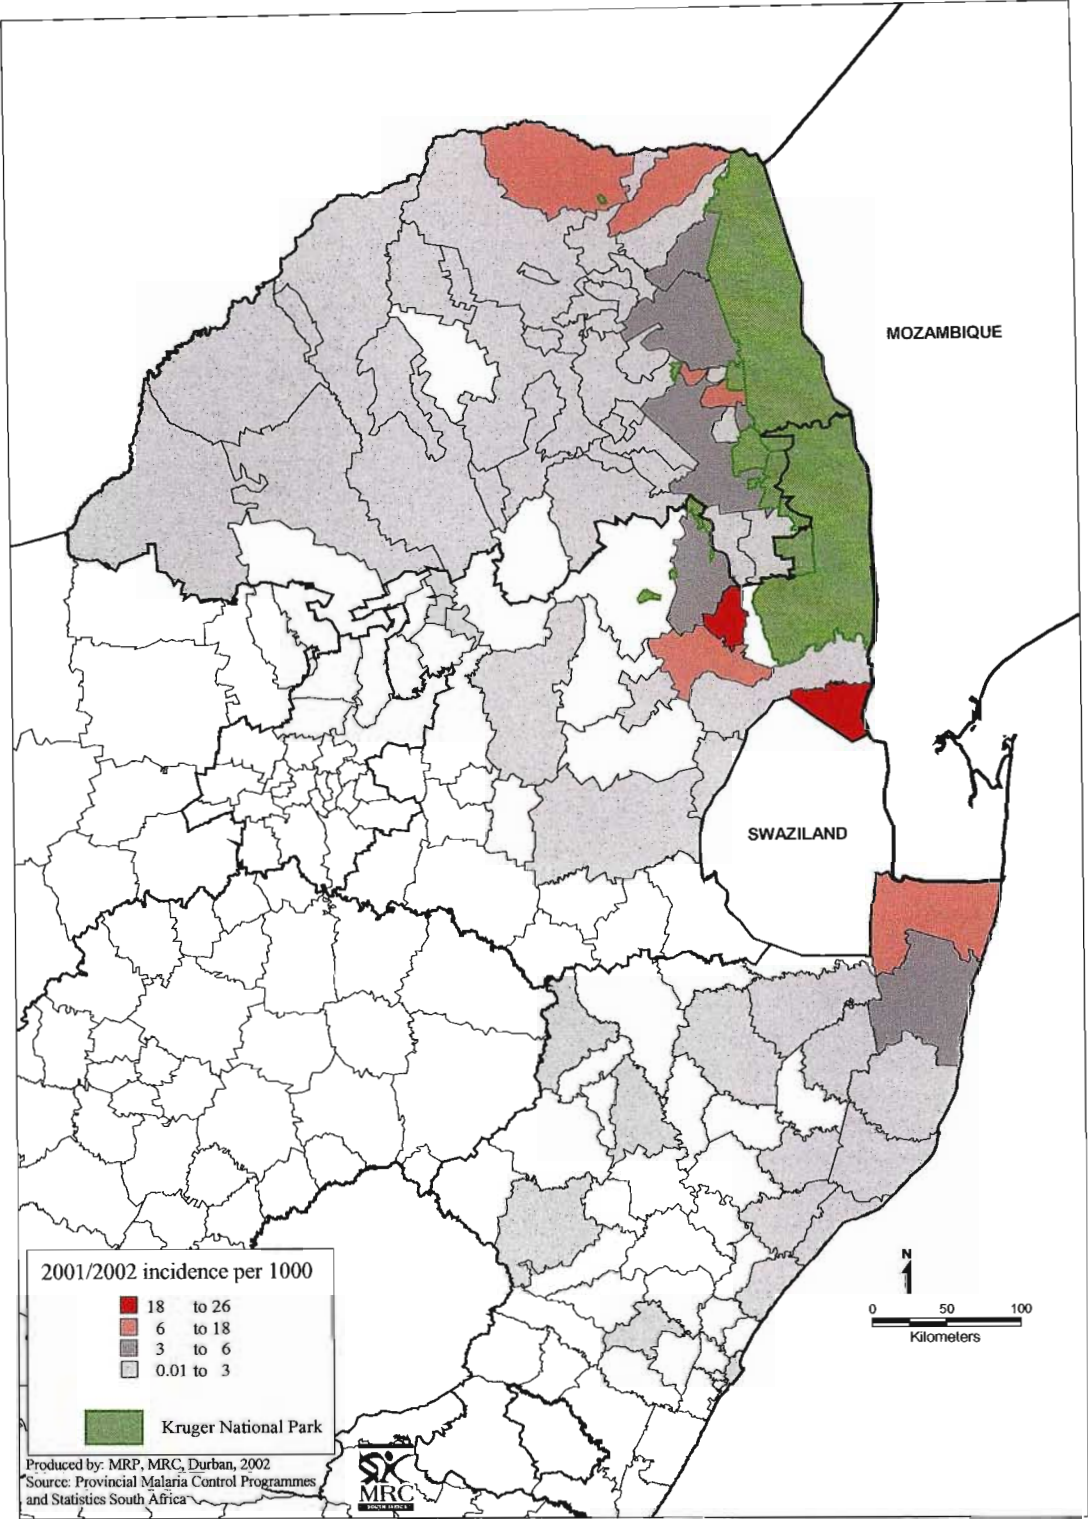 MOZAMBIQUE
SWAZILAND
N
0 50 100
Kilometers
2001/2002 incidence per 1000
18 to 26
6 to 18
3 to 6
0.01 to 3
Kruger National Park
Produced by: MRP, MRC, Durban, 2002
Source: Provincial Malaria Control Programmes
and Statistics South Africa
MRC
SOUTH AFRICA